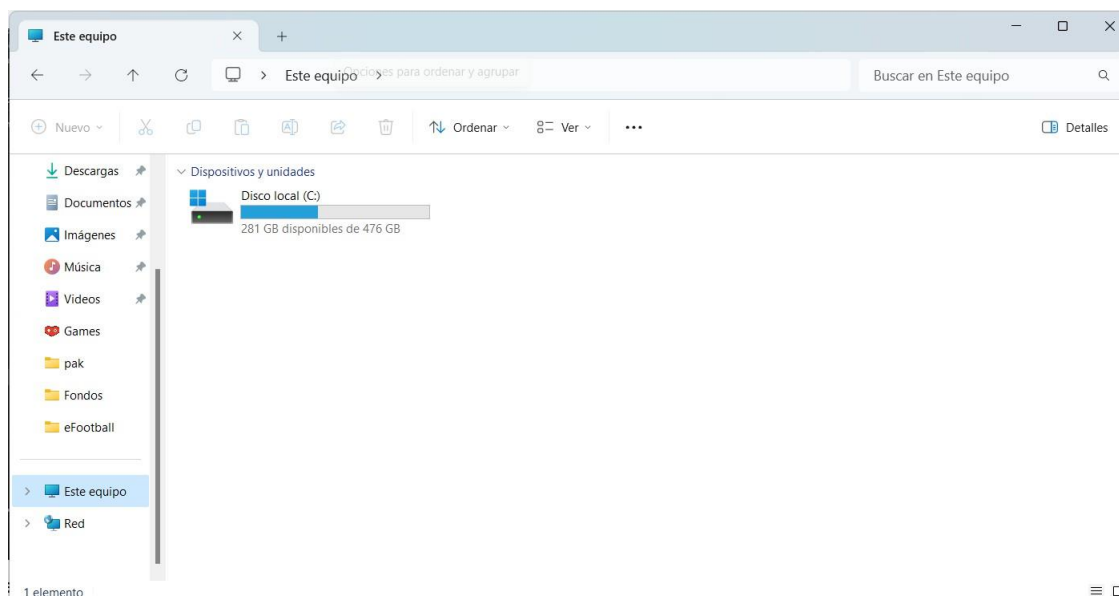 Este equipo
Este equipo
Opciones para ordenar y agrupar
Buscar en Este equipo
Nuevo
Ordenar
Ver
Detalles
Descargas
Documentos
Imágenes
Música
Videos
Games
pak
Fondos
eFootball
Este equipo
Red
Dispositivos y unidades
Disco local (C:)
281 GB disponibles de 476 GB
1 elemento